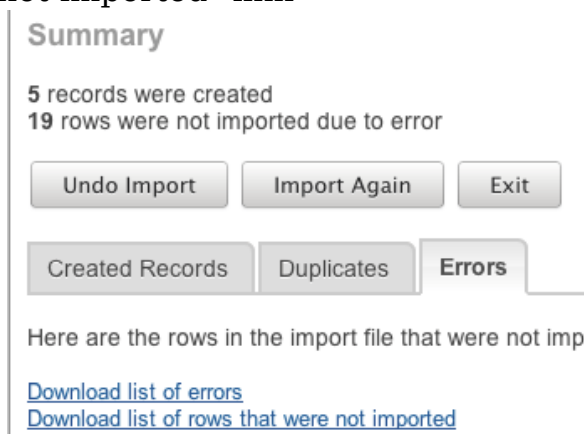 Summary
5 records were created
19 rows were not imported due to error
Undo Import Import Again Exit
Created Records Duplicates Errors
Here are the rows in the import file that were not imp
Download list of errors
Download list of rows that were not imported